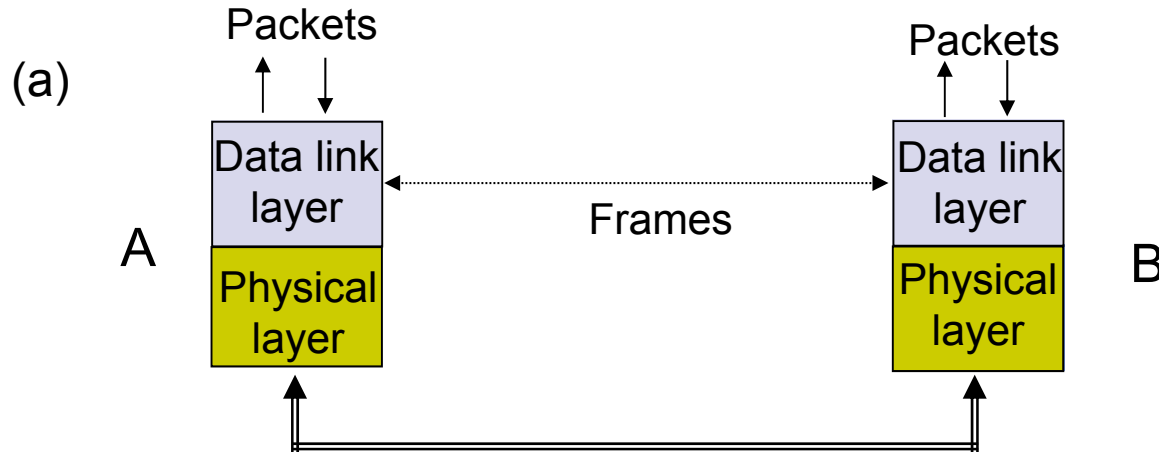 (a)
Packets
Packets
Data link
layer
Data link
layer
Frames
A
B
Physical
layer
Physical
layer